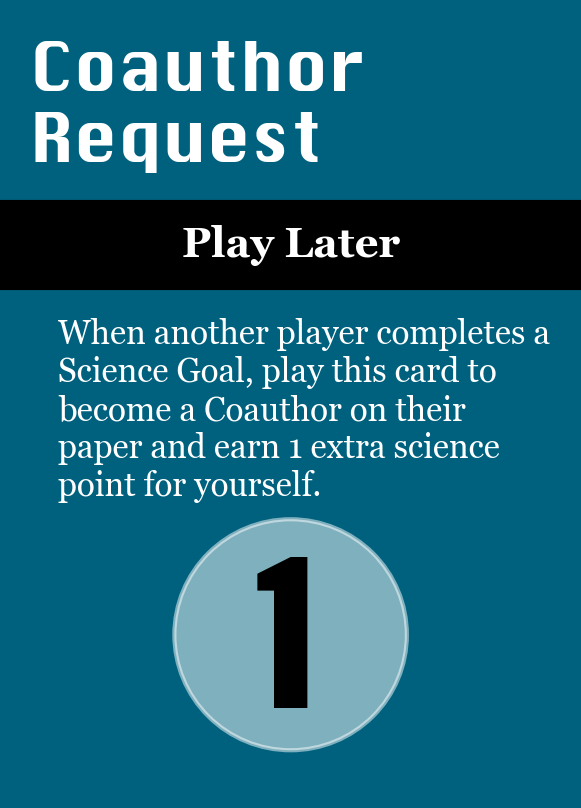 Coauthor
Request
Play Later
When another player completes a
Science Goal, play this card to
become a Coauthor on their
paper and earn 1 extra science
point for yourself.
1